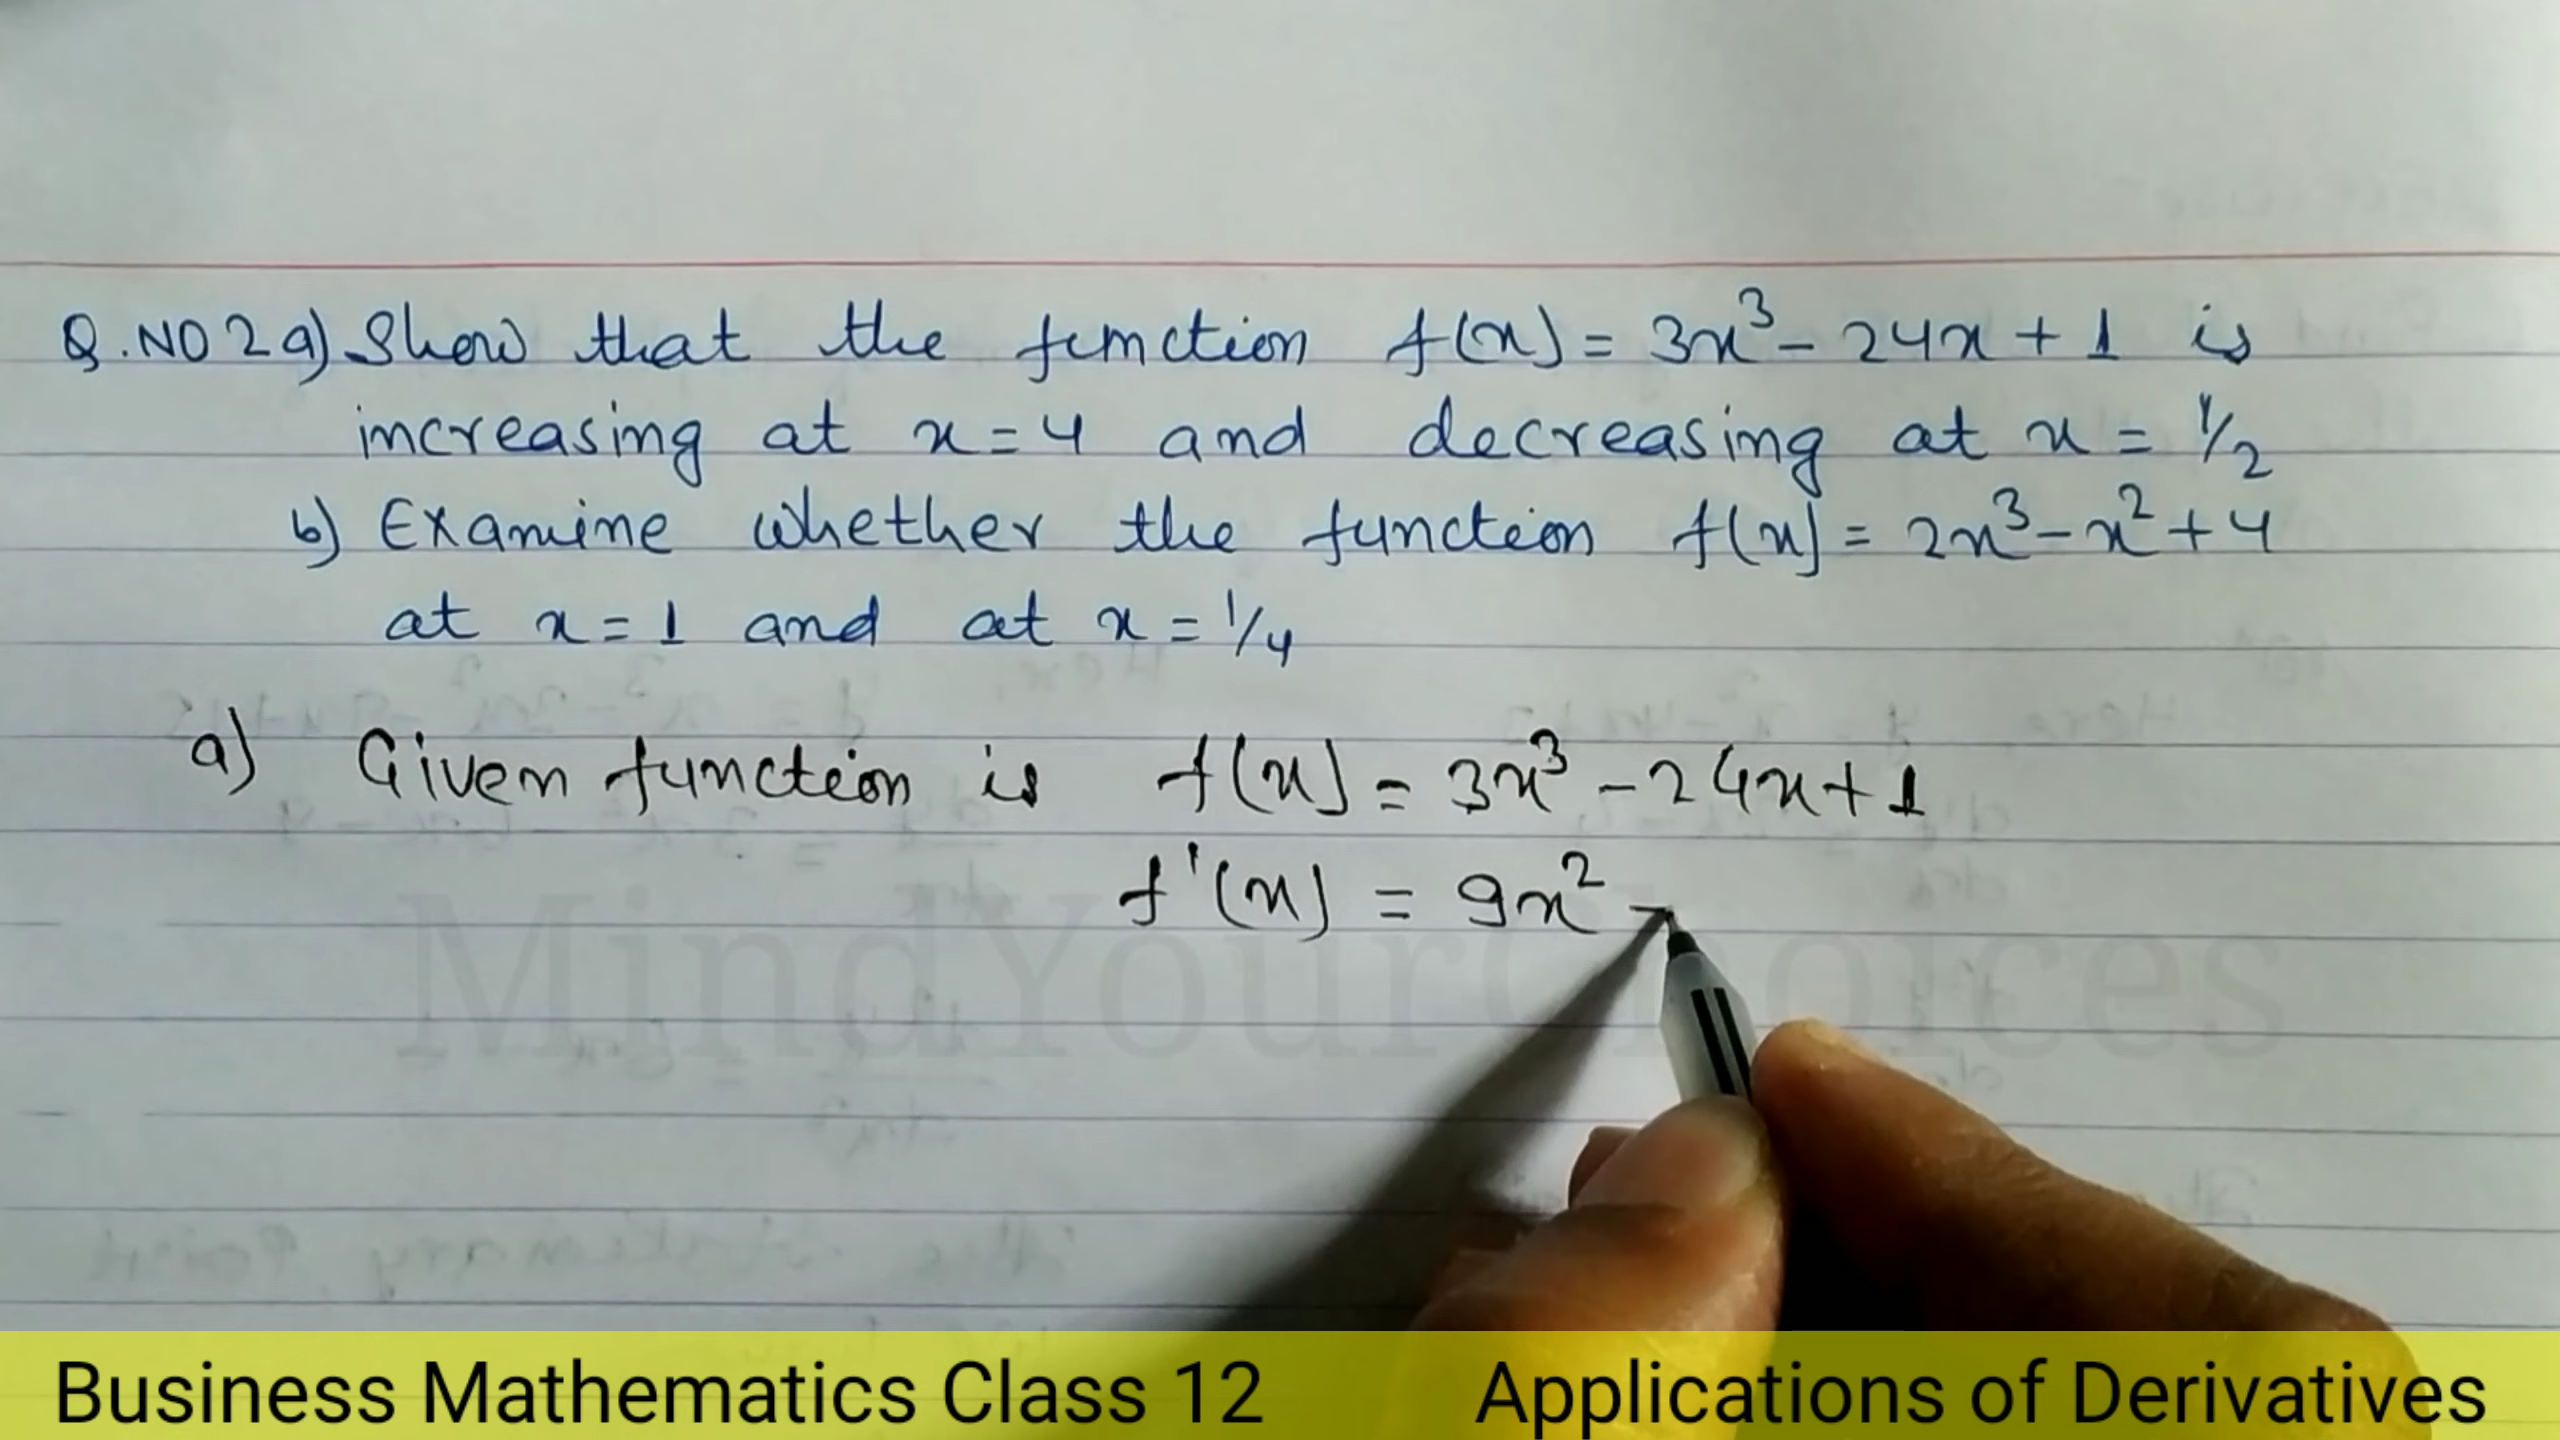 Q.NO 2 a) Show that the function f(x) = 3x³ - 24x + 1 is
increasing at x = 4 and decreasing at x = 1/2
b) Examine whether the function f(x) = 2x³ - x² + 4
at x = 1 and at x = 1/4
a) Given function is f(x) = 3x³ - 24x + 1
f'(x) = 9x² -
MindYourChoices
Business Mathematics Class 12 Applications of Derivatives